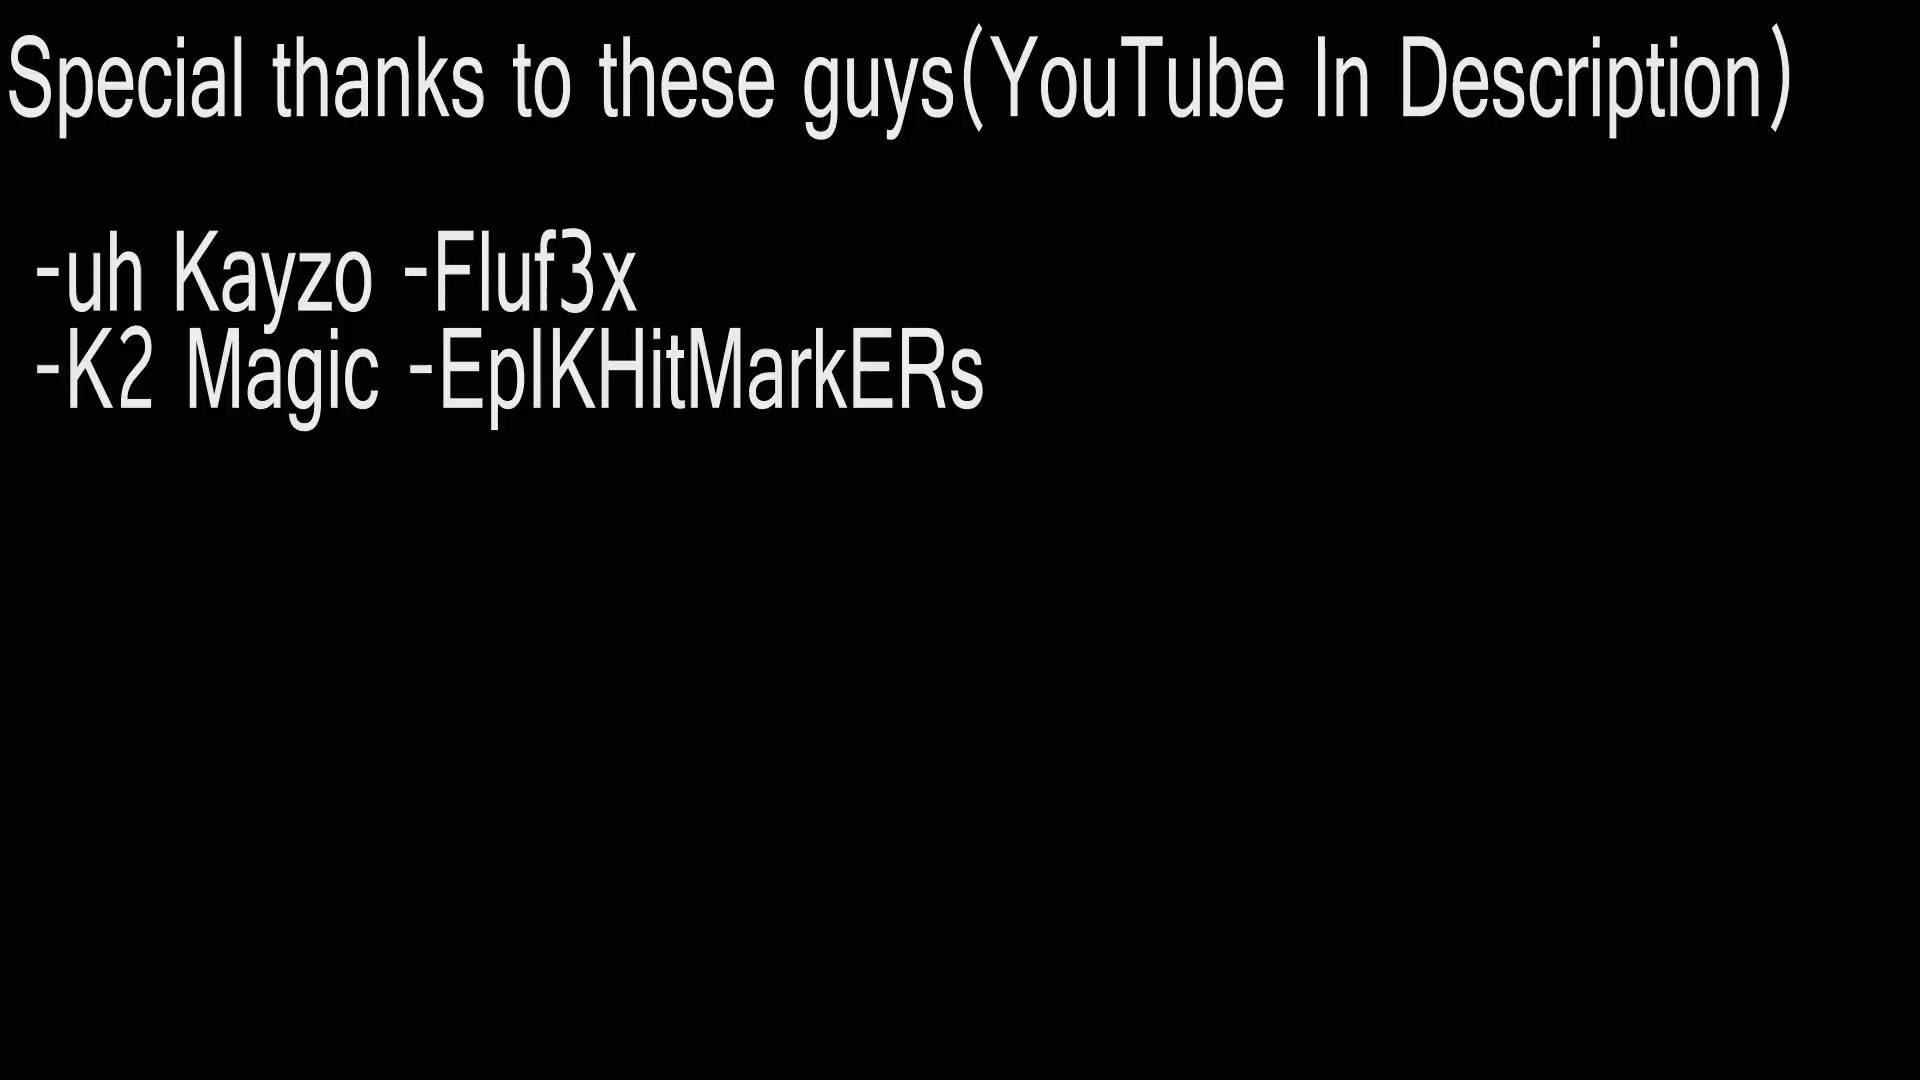 Special thanks to these guys(YouTube In Description)
-uh Kayzo -Fluf3x
-K2 Magic -EpIKHitMarkERs